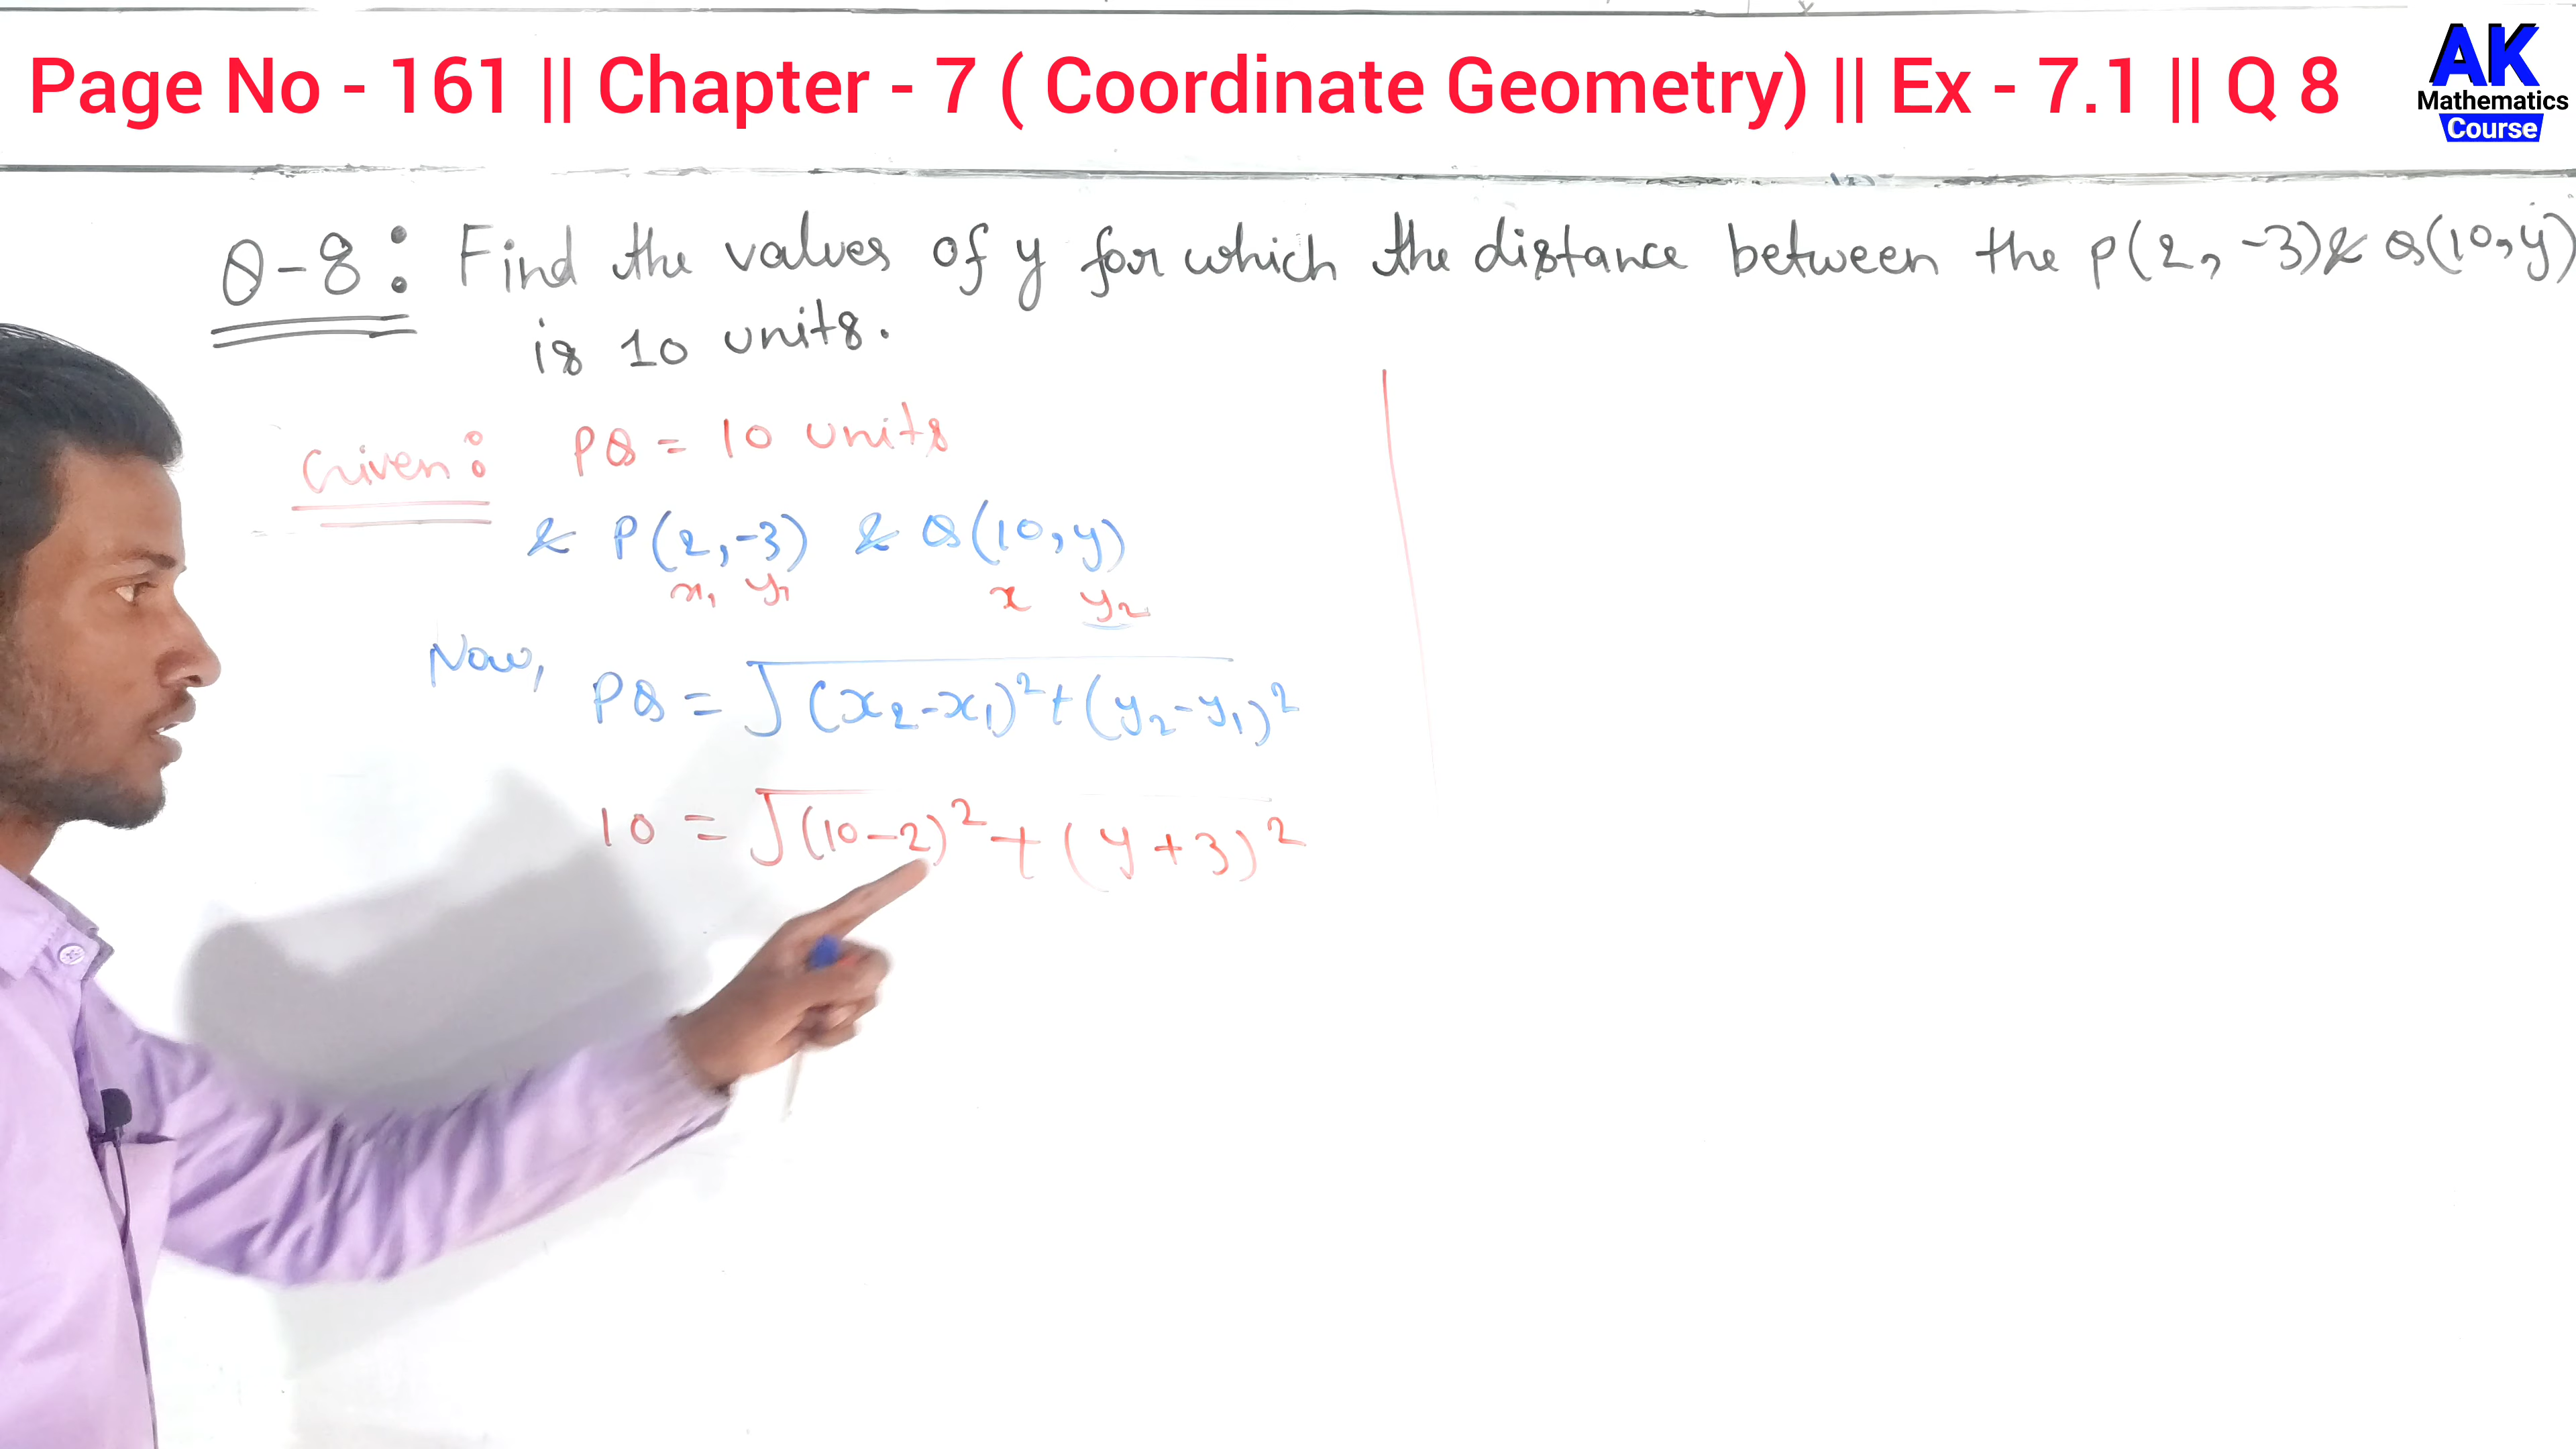 Page No - 161 || Chapter - 7 ( Coordinate Geometry) || Ex - 7.1 || Q 8
AK
Mathematics
Course
Q-8: Find the values of y for which the distance between the P(2, -3) & Q(10, y)
is 10 units.
Given: PQ = 10 units
& P(2, -3) & Q(10, y)
x₁ y₁ x y₂
Now, PQ = √(x₂-x₁)²+(y₂-y₁)²
10 = √(10-2)²+(y+3)²